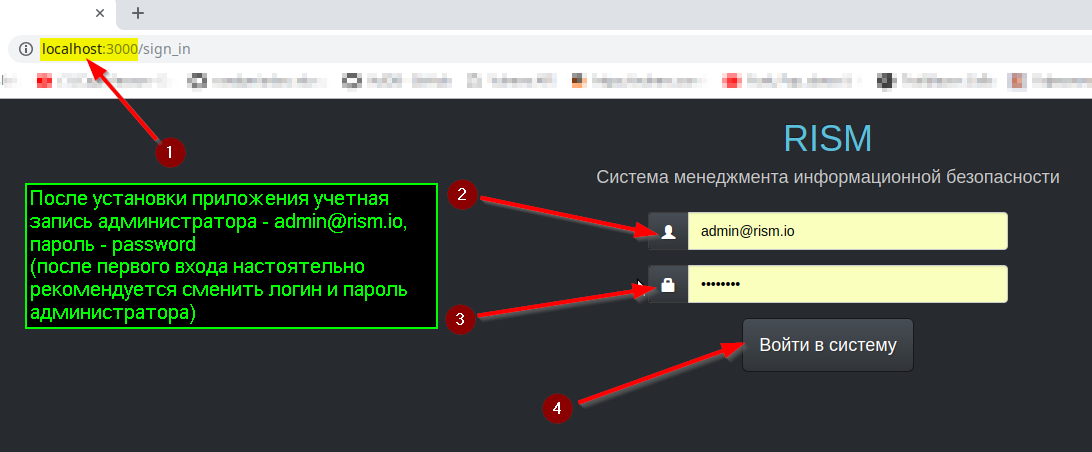 localhost:3000/sign_in
1
RISM
Система менеджмента информационной безопасности
После установки приложения учетная
запись администратора - admin@rism.io,
пароль - password
(после первого входа настоятельно
рекомендуется сменить логин и пароль
администратора)
2
admin@rism.io
3
••••••••
Войти в систему
4